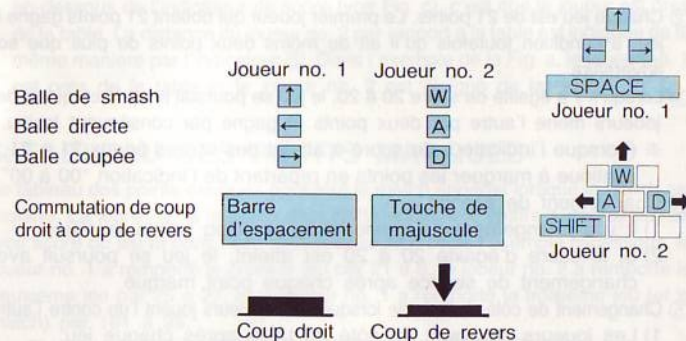 Joueur no. 1 Joueur no. 2
Balle de smash ↑ W
Balle directe ← A
Balle coupée → D
Commutation de coup droit à coup de revers
Barre d'espacement
Touche de majuscule
Coup droit Coup de revers
↑
← →
SPACE
Joueur no. 1
W
A D
SHIFT
Joueur no. 2